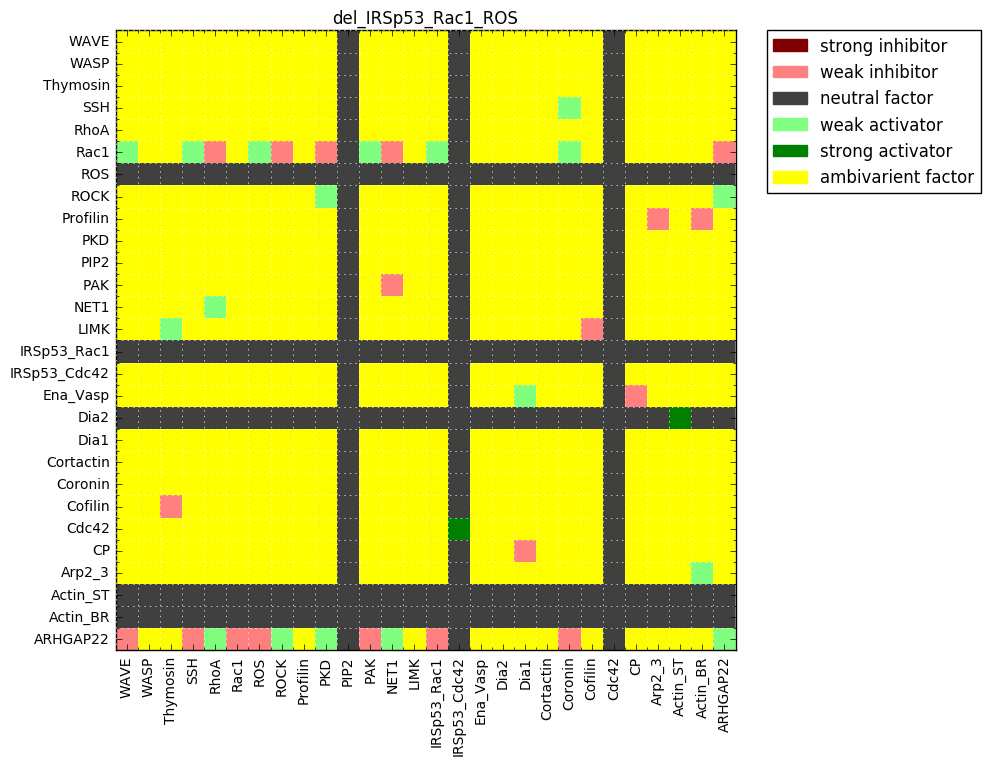 del_IRSp53_Rac1_ROS
WAVE
WASP
Thymosin
SSH
RhoA
Rac1
ROS
ROCK
Profilin
PKD
PIP2
PAK
NET1
LIMK
IRSp53_Rac1
IRSp53_Cdc42
Ena_Vasp
Dia2
Dia1
Cortactin
Coronin
Cofilin
Cdc42
CP
Arp2_3
Actin_ST
Actin_BR
ARHGAP22
WAVE
WASP
Thymosin
SSH
RhoA
Rac1
ROS
ROCK
Profilin
PKD
PIP2
PAK
NET1
LIMK
IRSp53_Rac1
IRSp53_Cdc42
Ena_Vasp
Dia2
Dia1
Cortactin
Coronin
Cofilin
Cdc42
CP
Arp2_3
Actin_ST
Actin_BR
ARHGAP22
strong inhibitor
weak inhibitor
neutral factor
weak activator
strong activator
ambivarient factor